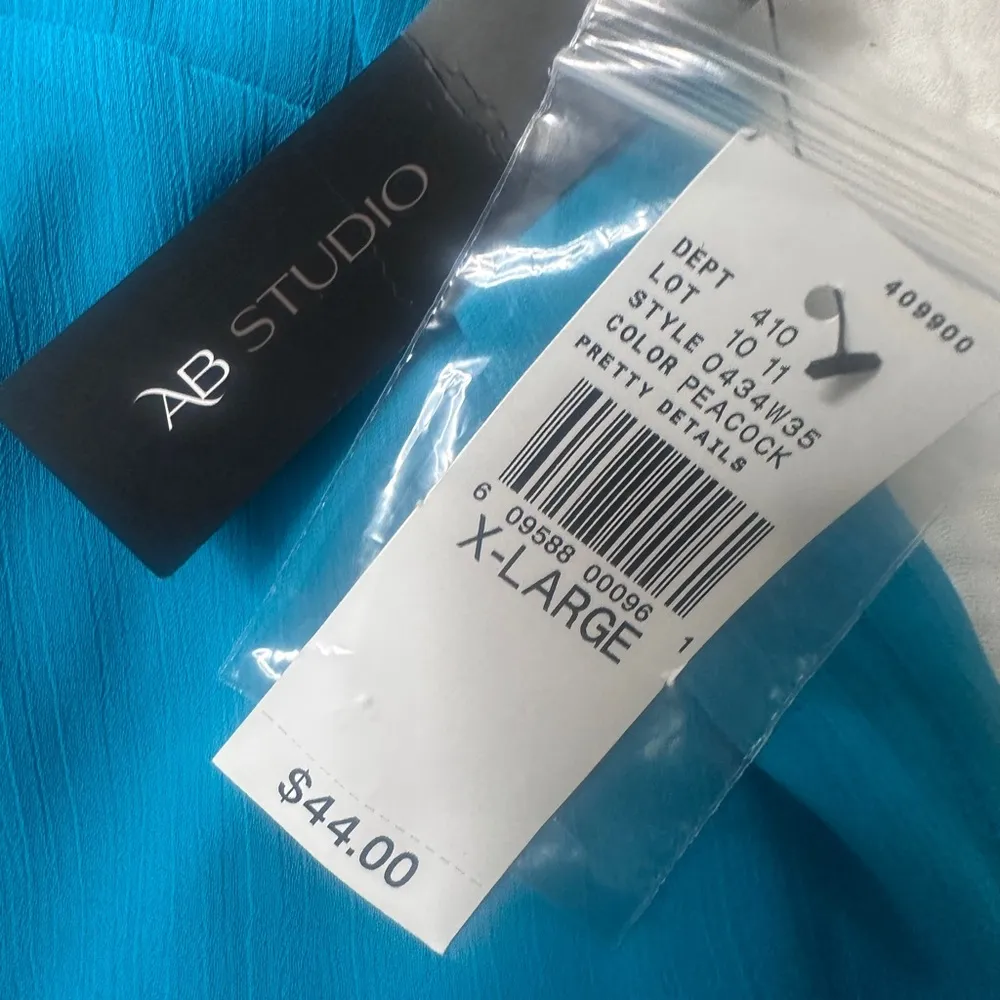 AB STUDIO
409900
DEPT 410
LOT 10 11
STYLE 0434W35
COLOR PEACOCK
PRETTY DETAILS
6 09588 00096 1
X-LARGE
$44.00